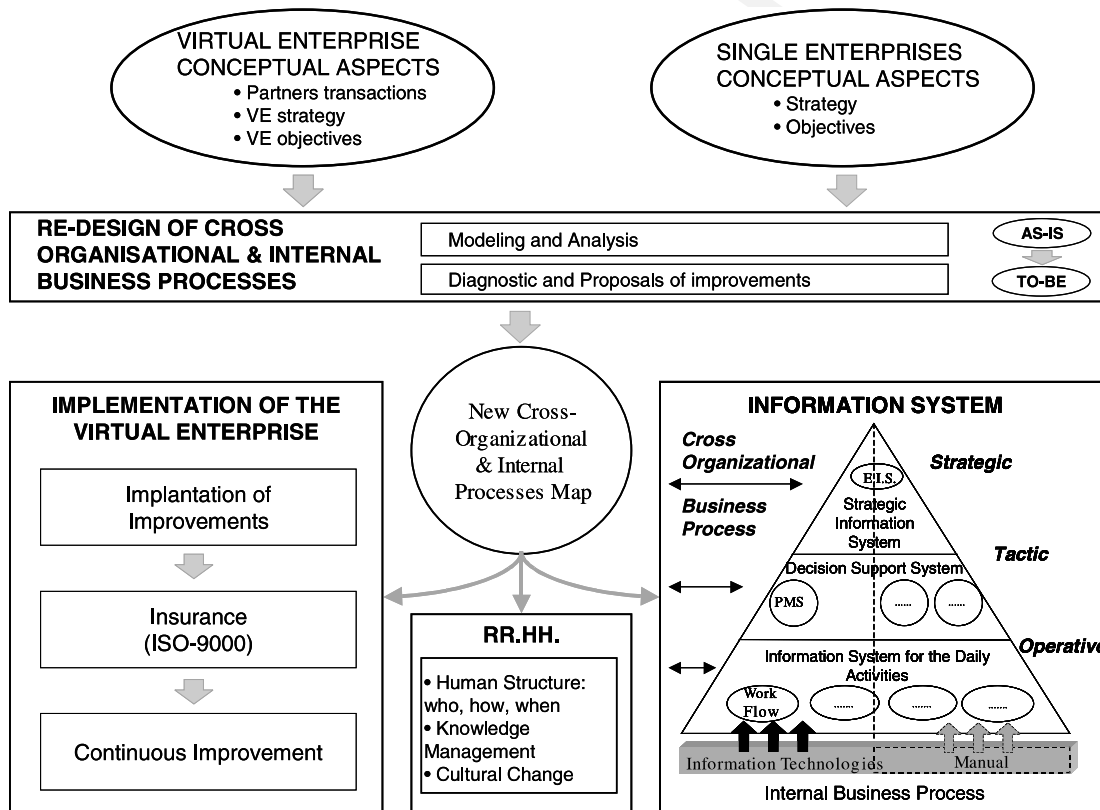 VIRTUAL ENTERPRISE
CONCEPTUAL ASPECTS
• Partners transactions
• VE strategy
• VE objectives
SINGLE ENTERPRISES
CONCEPTUAL ASPECTS
• Strategy
• Objectives
RE-DESIGN OF CROSS
ORGANISATIONAL & INTERNAL
BUSINESS PROCESSES
Modeling and Analysis
Diagnostic and Proposals of improvements
AS-IS
TO-BE
IMPLEMENTATION OF THE
VIRTUAL ENTERPRISE
Implantation of
Improvements
Insurance
(ISO-9000)
Continuous Improvement
New Cross-
Organizational
& Internal
Processes Map
RR.HH.
• Human Structure:
who, how, when
• Knowledge
Management
• Cultural Change
INFORMATION SYSTEM
Cross
Organizational
Business
Process
Strategic
Tactic
Operative
E.I.S.
Strategic
Information
System
Decision Support System
PMS
......
......
Information System for the Daily
Activities
Work
Flow
.......
.......
......
Information Technologies
Manual
Internal Business Process